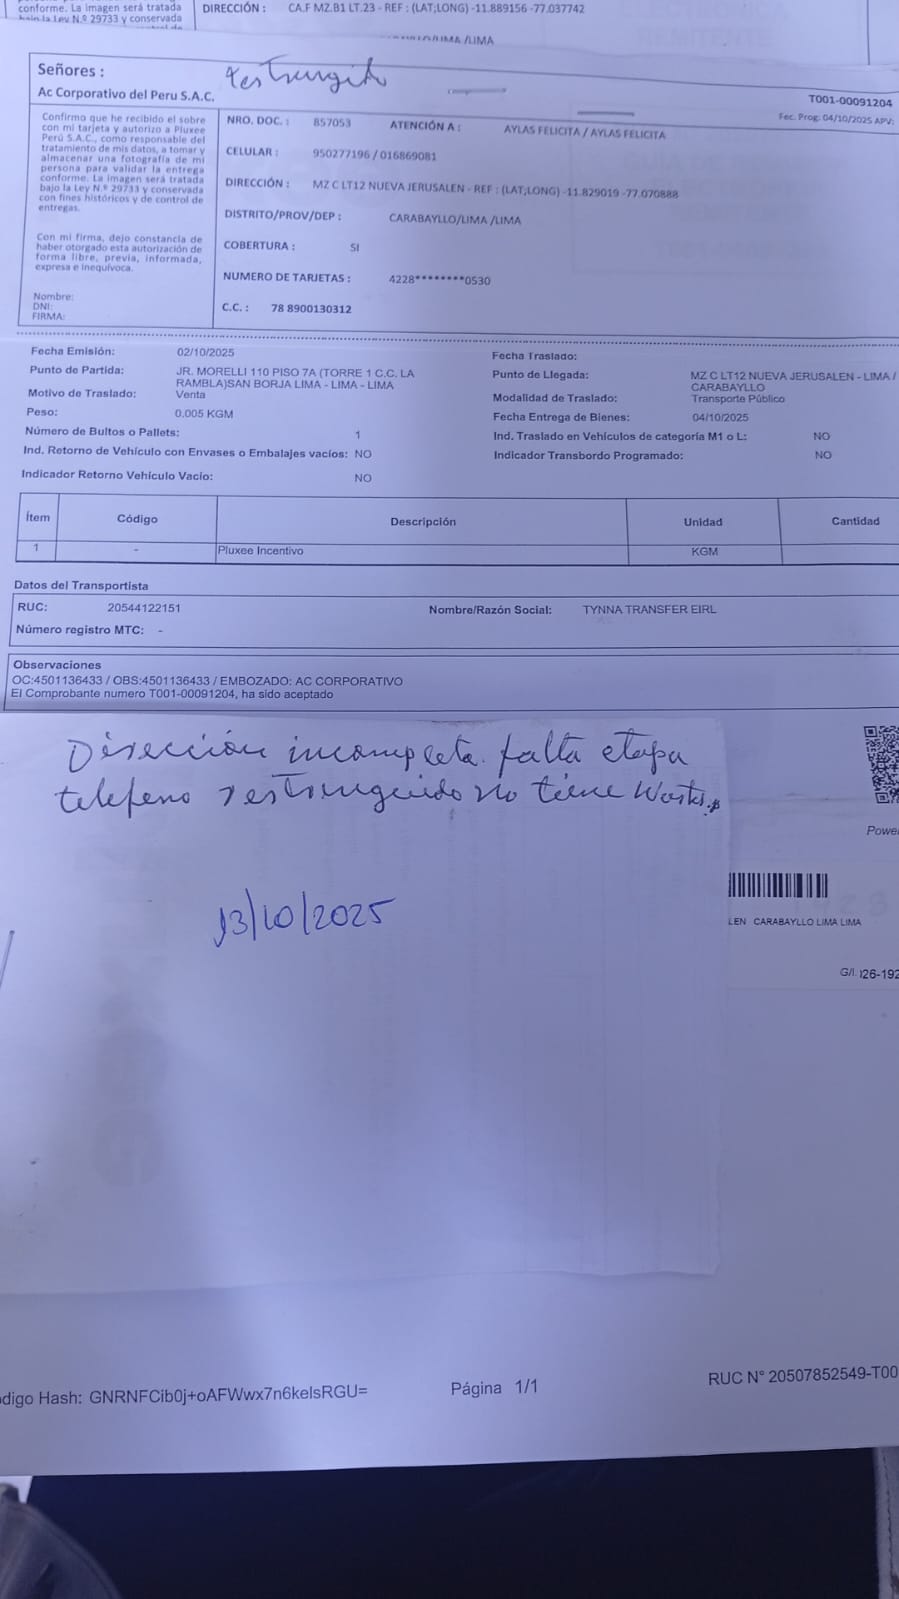 conforme. La imagen será tratada
bajo la Ley N.º 29733 y conservada
DIRECCIÓN : CA.F MZ.B1 LT.23 - REF : (LAT;LONG) -11.889156 -77.037742
/LIMA /LIMA
Señores :
restringido
Ac Corporativo del Peru S.A.C.
T001-00091204
Fec. Prog: 04/10/2025 APV:
Confirmo que he recibido el sobre
con mi tarjeta y autorizo a Pluxee
Perú S.A.C., como responsable del
tratamiento de mis datos, a tomar y
almacenar una fotografía de mi
persona para validar la entrega
conforme. La imagen será tratada
bajo la Ley N.º 29733 y conservada
con fines históricos y de control de
entregas.
Con mi firma, dejo constancia de
haber otorgado esta autorización de
forma libre, previa, informada,
expresa e inequívoca.
Nombre:
DNI:
FIRMA:
NRO. DOC. : 857053 ATENCIÓN A : AYLAS FELICITA / AYLAS FELICITA
CELULAR : 950277196 / 016869081
DIRECCIÓN : MZ C LT12 NUEVA JERUSALEN - REF : (LAT;LONG) -11.829019 -77.070888
DISTRITO/PROV/DEP : CARABAYLLO/LIMA /LIMA
COBERTURA : SI
NUMERO DE TARJETAS : 4228********0530
C.C. : 78 8900130312
Fecha Emisión: 02/10/2025
Punto de Partida: JR. MORELLI 110 PISO 7A (TORRE 1 C.C. LA
RAMBLA)SAN BORJA LIMA - LIMA - LIMA
Motivo de Traslado: Venta
Peso: 0.005 KGM
Número de Bultos o Pallets: 1
Ind. Retorno de Vehículo con Envases o Embalajes vacíos: NO
Indicador Retorno Vehículo Vacío: NO
Fecha Traslado:
Punto de Llegada: MZ C LT12 NUEVA JERUSALEN - LIMA /
CARABAYLLO
Modalidad de Traslado: Transporte Público
Fecha Entrega de Bienes: 04/10/2025
Ind. Traslado en Vehículos de categoría M1 o L: NO
Indicador Transbordo Programado: NO
Ítem Código Descripción Unidad Cantidad
1 - Pluxee Incentivo KGM
Datos del Transportista
RUC: 20544122151 Nombre/Razón Social: TYNNA TRANSFER EIRL
Número registro MTC: -
Observaciones
OC:4501136433 / OBS:4501136433 / EMBOZADO: AC CORPORATIVO
El Comprobante numero T001-00091204, ha sido aceptado
Dirección incompleta. falta etapa
telefeno restringuido no tiene Wasts.p
Powe
13/10/2025
LEN CARABAYLLO LIMA LIMA
G/I. 026-192
digo Hash: GNRNFCib0j+oAFWwx7n6kelsRGU=
Página 1/1
RUC N° 20507852549-T00